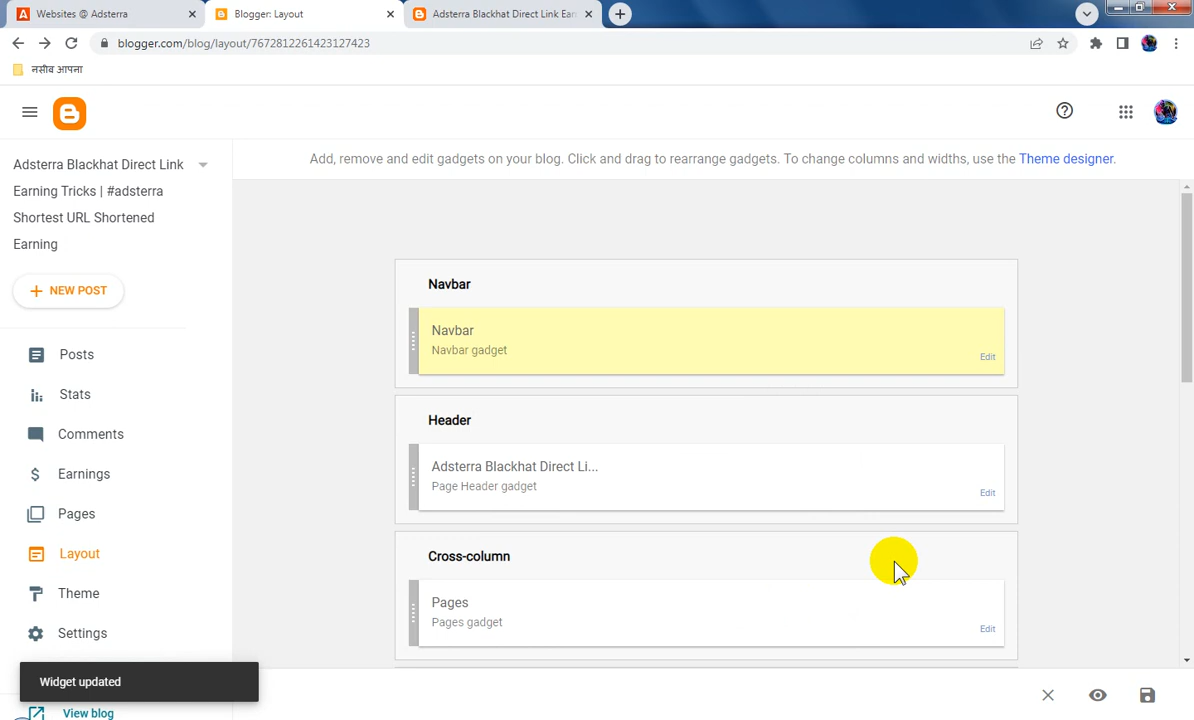 Websites @ Adsterra
Blogger: Layout
Adsterra Blackhat Direct Link Ear
blogger.com/blog/layout/7672812261423127423
नसीब आपना
Adsterra Blackhat Direct Link
Earning Tricks | #adsterra
Shortest URL Shortened
Earning
NEW POST
Posts
Stats
Comments
Earnings
Pages
Layout
Theme
Settings
Widget updated
View blog
Add, remove and edit gadgets on your blog. Click and drag to rearrange gadgets. To change columns and widths, use the Theme designer.
Navbar
Navbar
Navbar gadget
Edit
Header
Adsterra Blackhat Direct Li...
Page Header gadget
Edit
Cross-column
Pages
Pages gadget
Edit